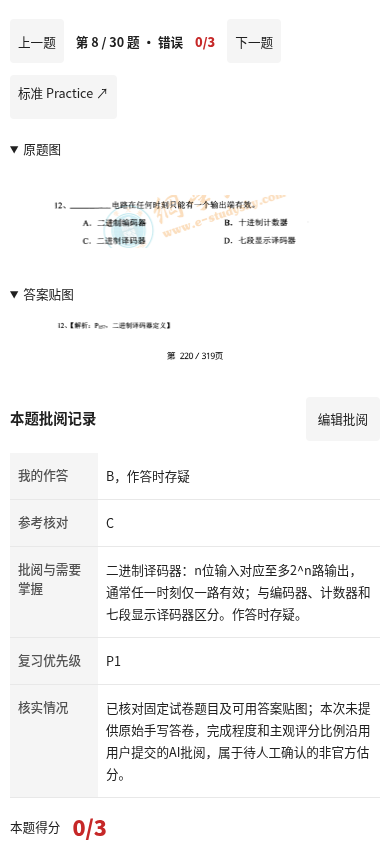 上一题
第 8 / 30 题 · 错误 0/3
下一题
标准 Practice ↗
▼ 原题图
12、________电路在任何时刻只能有一个输出端有效。
A、二进制编码器 B、十进制计数器
C、二进制译码器 D、七段显示译码器
▼ 答案贴图
12、【解析：P₁₅₇，二进制译码器定义】
第 220 / 319页
本题批阅记录
编辑批阅
我的作答 B，作答时存疑
参考核对 C
批阅与需要
掌握
二进制译码器：n位输入对应至多2^n路输出，
通常任一时刻仅一路有效；与编码器、计数器和
七段显示译码器区分。作答时存疑。
复习优先级 P1
核实情况
已核对固定试卷题目及可用答案贴图；本次未提
供原始手写答卷，完成程度和主观评分比例沿用
用户提交的AI批阅，属于待人工确认的非官方估
分。
本题得分 0/3